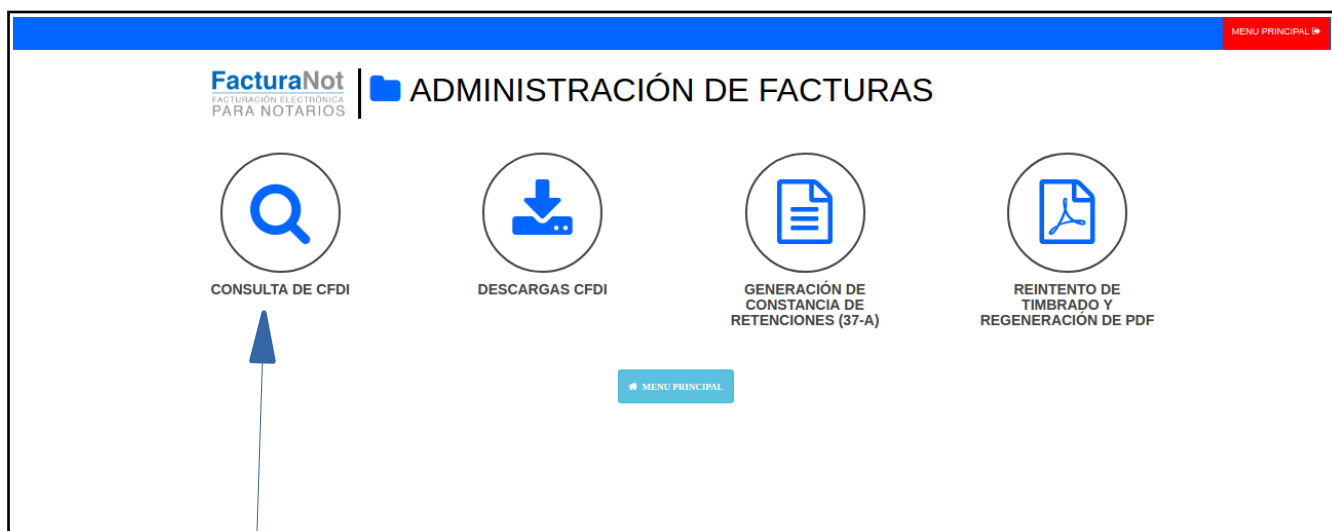 MENU PRINCIPAL
FacturaNot
FACTURACIÓN ELECTRÓNICA
PARA NOTARIOS
ADMINISTRACIÓN DE FACTURAS
CONSULTA DE CFDI
DESCARGAS CFDI
GENERACIÓN DE
CONSTANCIA DE
RETENCIONES (37-A)
REINTENTO DE
TIMBRADO Y
REGENERACIÓN DE PDF
MENU PRINCIPAL